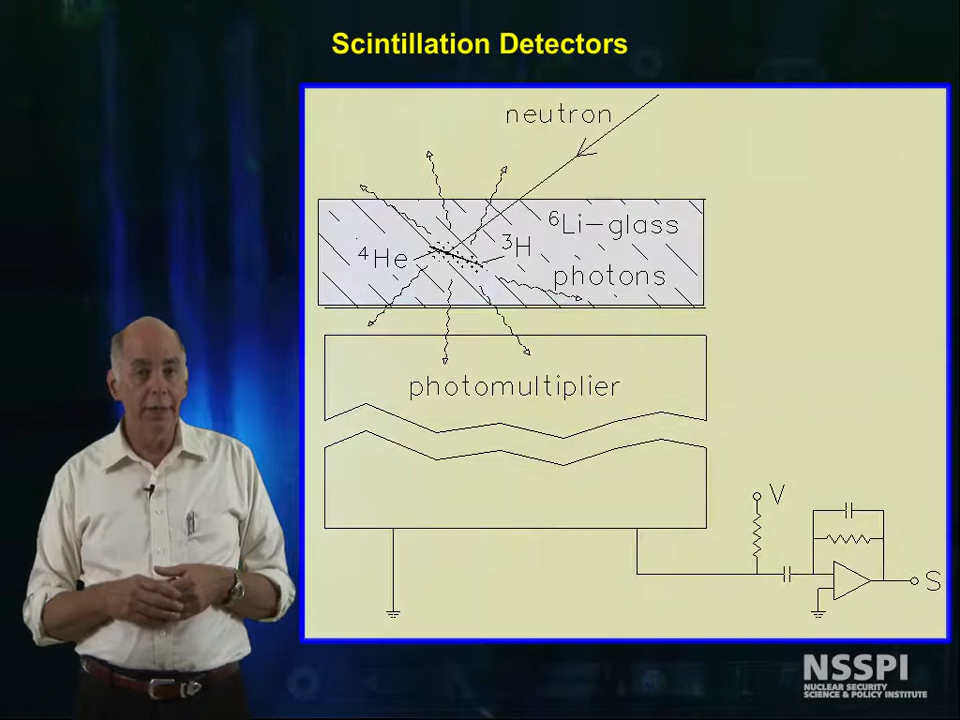 Scintillation Detectors
neutron
⁶Li-glass
³H
⁴He
photons
photomultiplier
V
S
NSSPI
NUCLEAR SECURITY
SCIENCE & POLICY INSTITUTE